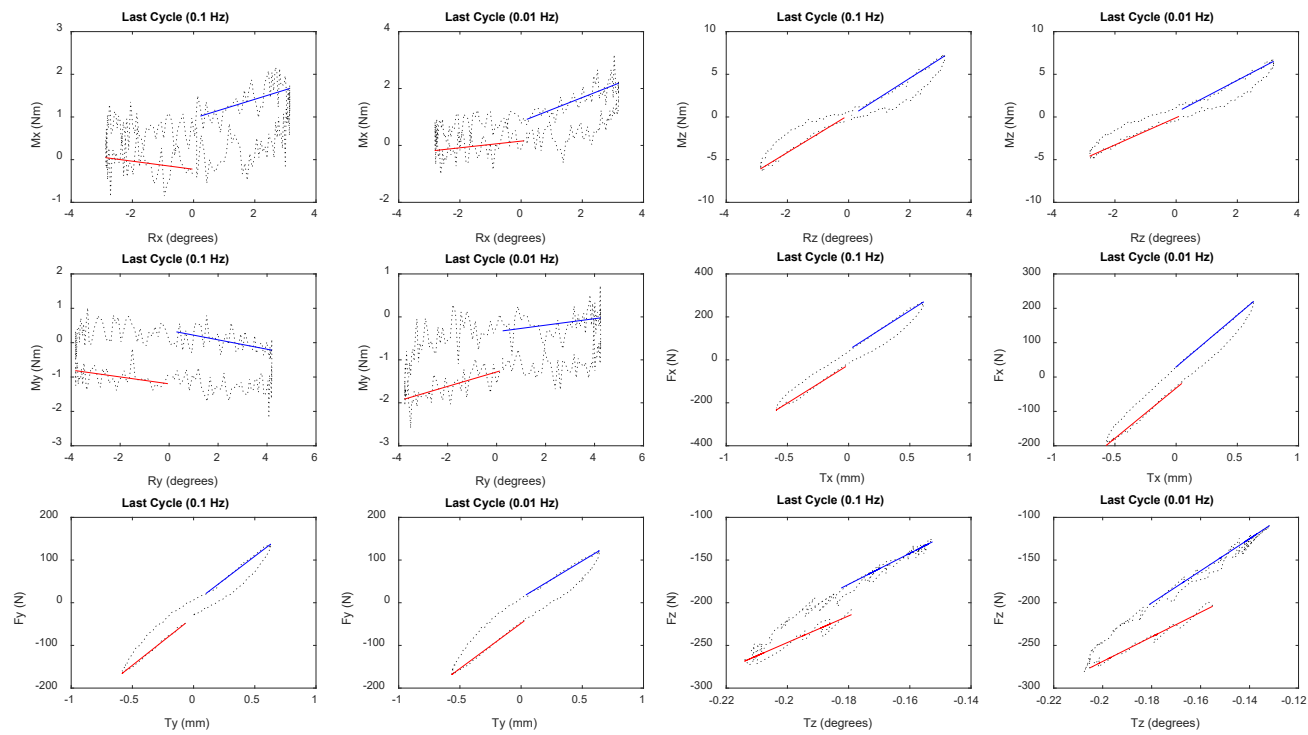 Last Cycle (0.1 Hz) Last Cycle (0.01 Hz) Last Cycle (0.1 Hz) Last Cycle (0.01 Hz)
3 2 1 0 -1 4 2 0 -2 10 5 0 -5 -10 10 5 0 -5 -10
Mx (Nm) Mx (Nm) Mz (Nm) Mz (Nm)
-4 -2 0 2 4 -4 -2 0 2 4 -4 -2 0 2 4 -4 -2 0 2 4
Rx (degrees) Rx (degrees) Rz (degrees) Rz (degrees)
Last Cycle (0.1 Hz) Last Cycle (0.01 Hz) Last Cycle (0.1 Hz) Last Cycle (0.01 Hz)
2 1 0 -1 -2 -3 1 0 -1 -2 -3 400 200 0 -200 -400 300 200 100 0 -100 -200
My (Nm) My (Nm) Fx (N) Fx (N)
-4 -2 0 2 4 6 -4 -2 0 2 4 6 -1 -0.5 0 0.5 1 -1 -0.5 0 0.5 1
Ry (degrees) Ry (degrees) Tx (mm) Tx (mm)
Last Cycle (0.1 Hz) Last Cycle (0.01 Hz) Last Cycle (0.1 Hz) Last Cycle (0.01 Hz)
200 100 0 -100 -200 200 100 0 -100 -200 -100 -150 -200 -250 -300 -100 -150 -200 -250 -300
Fy (N) Fy (N) Fz (N) Fz (N)
-1 -0.5 0 0.5 1 -1 -0.5 0 0.5 1 -0.22 -0.2 -0.18 -0.16 -0.14 -0.22 -0.2 -0.18 -0.16 -0.14 -0.12
Ty (mm) Ty (mm) Tz (degrees) Tz (degrees)